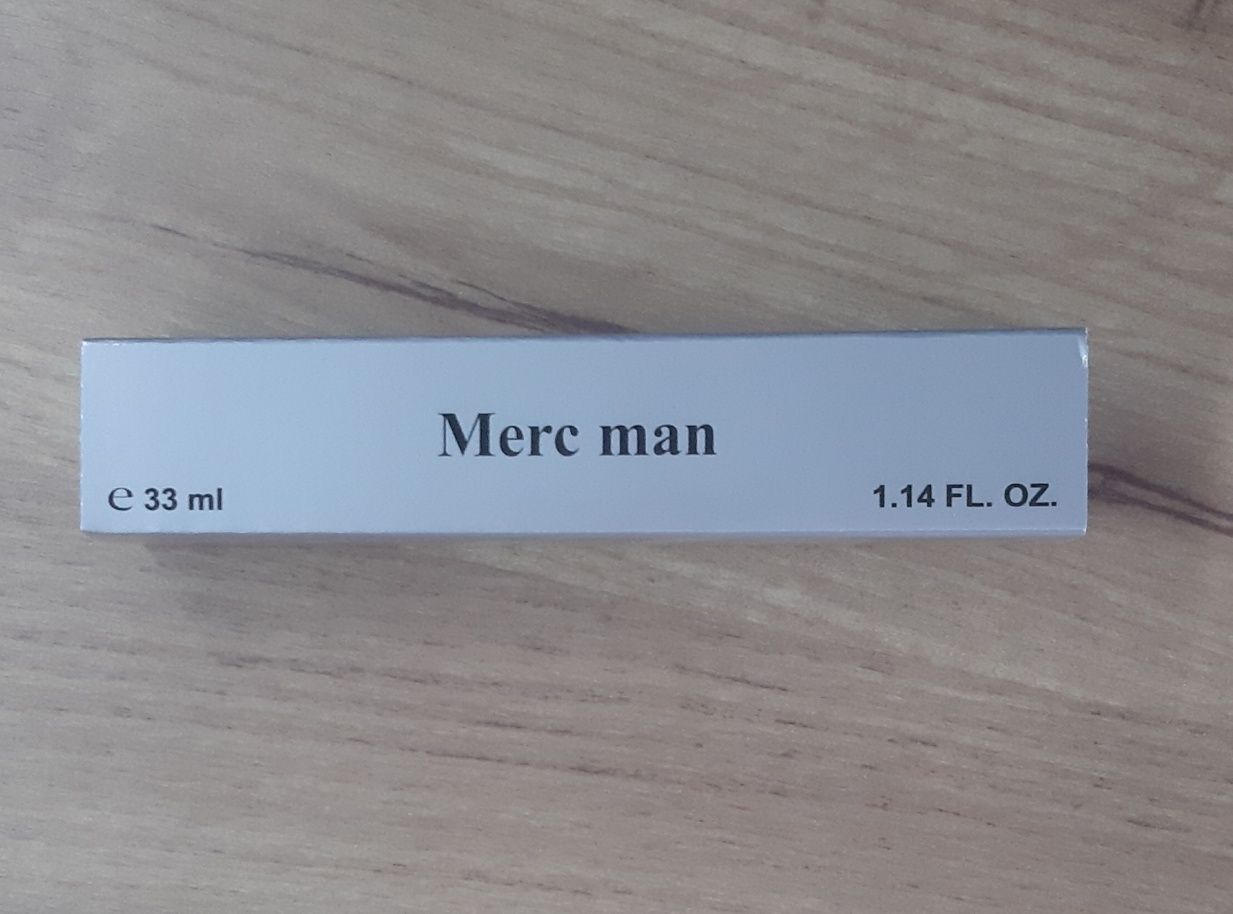 Merc man
℮ 33 ml
1.14 FL. OZ.